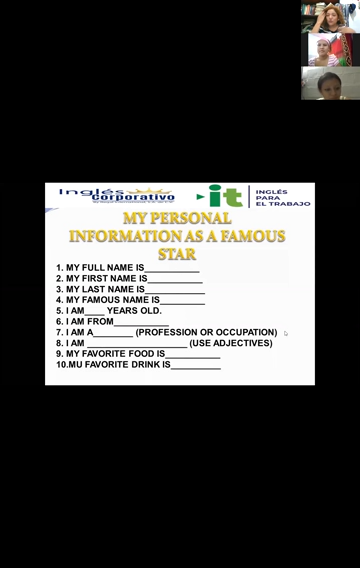 Inglés
Corporativo
it
INGLÉS
PARA
EL TRABAJO
MY PERSONAL
INFORMATION AS A FAMOUS
STAR
1. MY FULL NAME IS___________
2. MY FIRST NAME IS___________
3. MY LAST NAME IS____________
4. MY FAMOUS NAME IS_________
5. I AM____ YEARS OLD.
6. I AM FROM_________________
7. I AM A________ (PROFESSION OR OCCUPATION)
8. I AM ____________________ (USE ADJECTIVES)
9. MY FAVORITE FOOD IS___________
10.MU FAVORITE DRINK IS__________